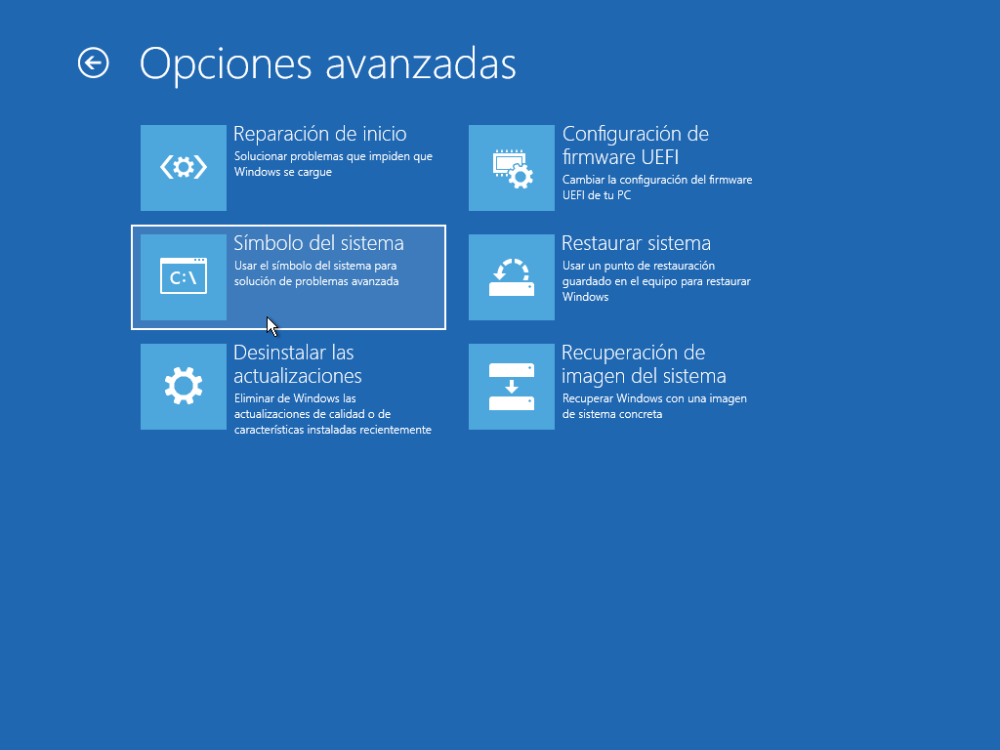 Opciones avanzadas
Reparación de inicio
Solucionar problemas que impiden que
Windows se cargue
Configuración de
firmware UEFI
Cambiar la configuración del firmware
UEFI de tu PC
C:\
Símbolo del sistema
Usar el símbolo del sistema para
solución de problemas avanzada
Restaurar sistema
Usar un punto de restauración
guardado en el equipo para restaurar
Windows
Desinstalar las
actualizaciones
Eliminar de Windows las
actualizaciones de calidad o de
características instaladas recientemente
Recuperación de
imagen del sistema
Recuperar Windows con una imagen
de sistema concreta